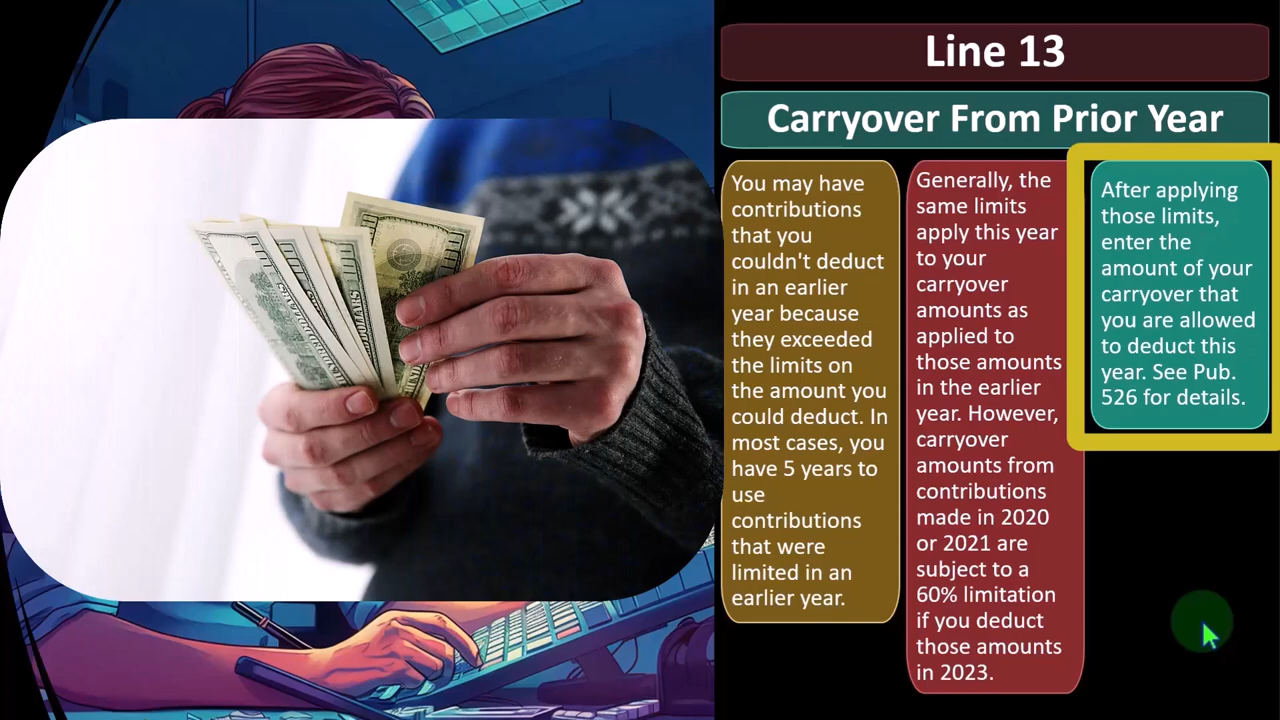 Line 13
Carryover From Prior Year
You may have
contributions
that you
couldn't deduct
in an earlier
year because
they exceeded
the limits on
the amount you
could deduct. In
most cases, you
have 5 years to
use
contributions
that were
limited in an
earlier year.
Generally, the
same limits
apply this year
to your
carryover
amounts as
applied to
those amounts
in the earlier
year. However,
carryover
amounts from
contributions
made in 2020
or 2021 are
subject to a
60% limitation
if you deduct
those amounts
in 2023.
After applying
those limits,
enter the
amount of your
carryover that
you are allowed
to deduct this
year. See Pub.
526 for details.